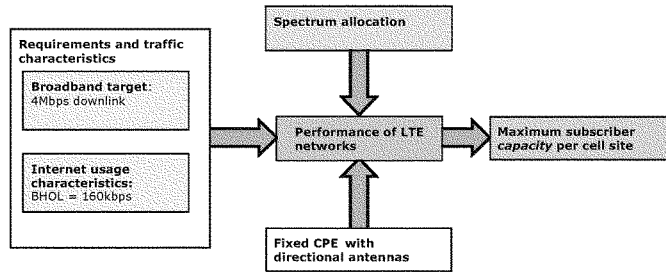 Spectrum allocation
Requirements and traffic
characteristics
Broadband target:
4Mbps downlink
Internet usage
characteristics:
BHOL = 160kbps
Performance of LTE
networks
Maximum subscriber
capacity per cell site
Fixed CPE with
directional antennas